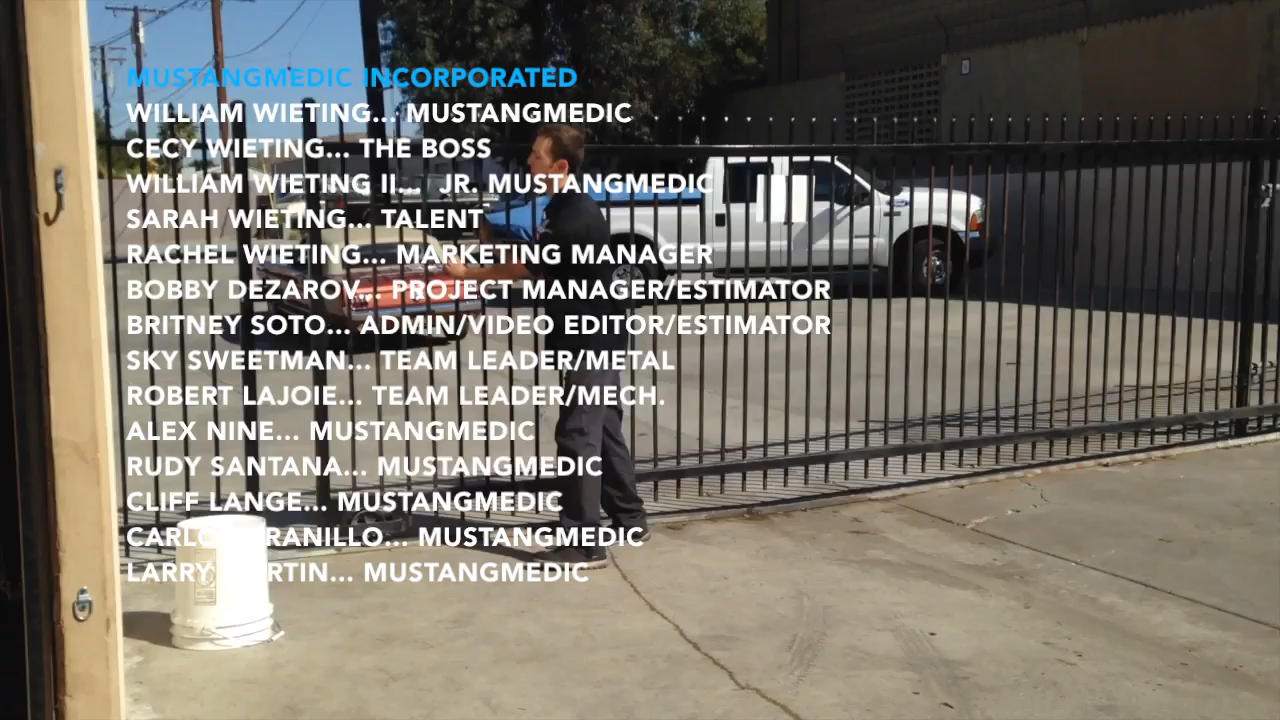 MUSTANGMEDIC INCORPORATED
WILLIAM WIETING... MUSTANGMEDIC
CECY WIETING... THE BOSS
WILLIAM WIETING II... JR. MUSTANGMEDIC
SARAH WIETING... TALENT
RACHEL WIETING... MARKETING MANAGER
BOBBY DEZAROV... PROJECT MANAGER/ESTIMATOR
BRITNEY SOTO... ADMIN/VIDEO EDITOR/ESTIMATOR
SKY SWEETMAN... TEAM LEADER/METAL
ROBERT LAJOIE... TEAM LEADER/MECH.
ALEX NINE... MUSTANGMEDIC
RUDY SANTANA... MUSTANGMEDIC
CLIFF LANGE... MUSTANGMEDIC
MUSTANGMEDIC
LARRY MUSTANGMEDIC